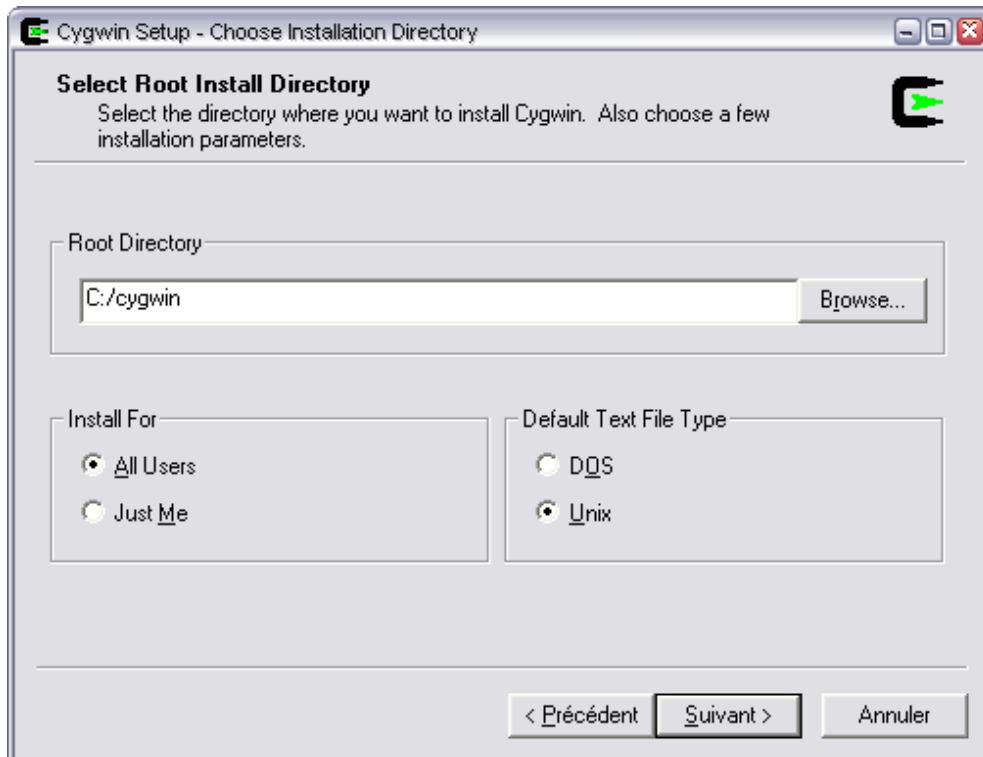 Cygwin Setup - Choose Installation Directory
Select Root Install Directory
Select the directory where you want to install Cygwin. Also choose a few
installation parameters.
Root Directory
C:/cygwin
Browse...
Install For
All Users
Just Me
Default Text File Type
DOS
Unix
< Précédent
Suivant >
Annuler